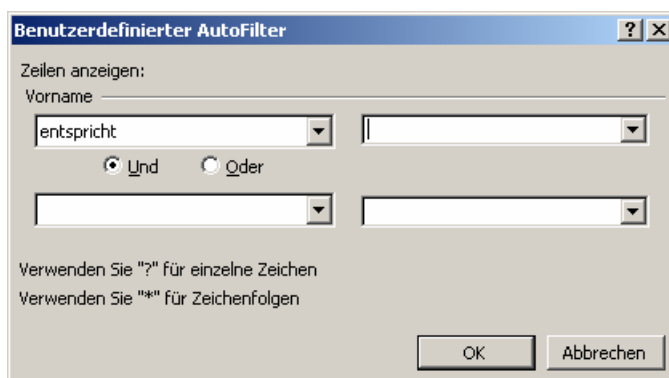 Benutzerdefinierter AutoFilter
Zeilen anzeigen:
Vorname
entspricht
Und Oder
Verwenden Sie "?" für einzelne Zeichen
Verwenden Sie "*" für Zeichenfolgen
OK Abbrechen